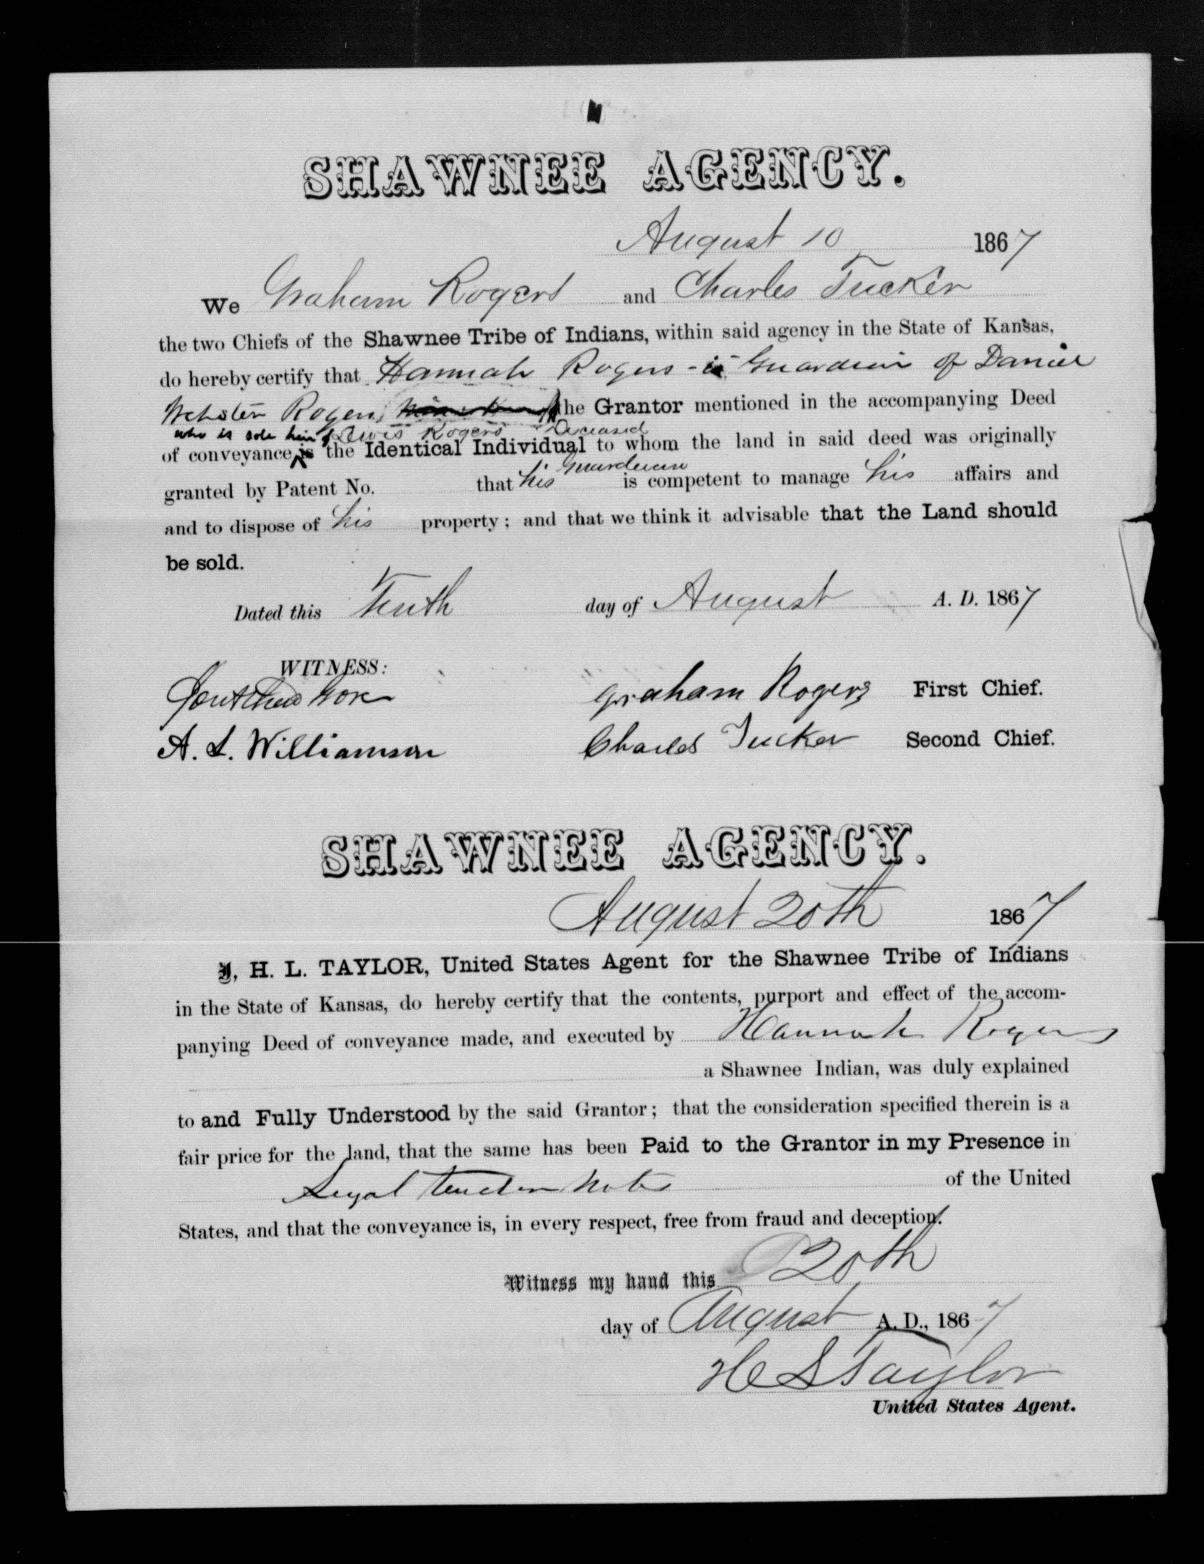 SHAWNEE AGENCY.
August 10 1867
We Graham Rogers and Charles Tucker
the two Chiefs of the Shawnee Tribe of Indians, within said agency in the State of Kansas,
do hereby certify that Hannah Rogers - is Guardian of Daniel
Webster Rogers the Grantor mentioned in the accompanying Deed
who is sole heir of Lewis Rogers Deceased
of conveyance is the Identical Individual to whom the land in said deed was originally
guardian
granted by Patent No. that his is competent to manage his affairs and
and to dispose of his property; and that we think it advisable that the Land should
be sold.
Dated this Tenth day of August A. D. 1867
WITNESS:
Graham Rogers First Chief.
A. S. Williamson Charles Tucker Second Chief.
SHAWNEE AGENCY.
August 20th 1867
I, H. L. TAYLOR, United States Agent for the Shawnee Tribe of Indians
in the State of Kansas, do hereby certify that the contents, purport and effect of the accom-
panying Deed of conveyance made, and executed by Hannah Rogers
a Shawnee Indian, was duly explained
to and Fully Understood by the said Grantor; that the consideration specified therein is a
fair price for the land, that the same has been Paid to the Grantor in my Presence in
Legal tender notes of the United
States, and that the conveyance is, in every respect, free from fraud and deception.
Witness my hand this 20th
day of August A. D., 1867
H L Taylor
United States Agent.